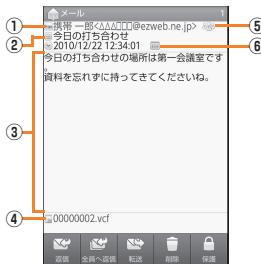 メール 1
① 携帯 一郎<△△△□□□@ezweb.ne.jp> ⑤
② 今日の打ち合わせ
2010/12/22 12:34:01 ⑥
今日の打ち合わせの場所は第一会議室です
。
資料を忘れずに持ってきてくださいね。
③
④ 00000002.vcf
返信 全員へ返信 転送 削除 保護